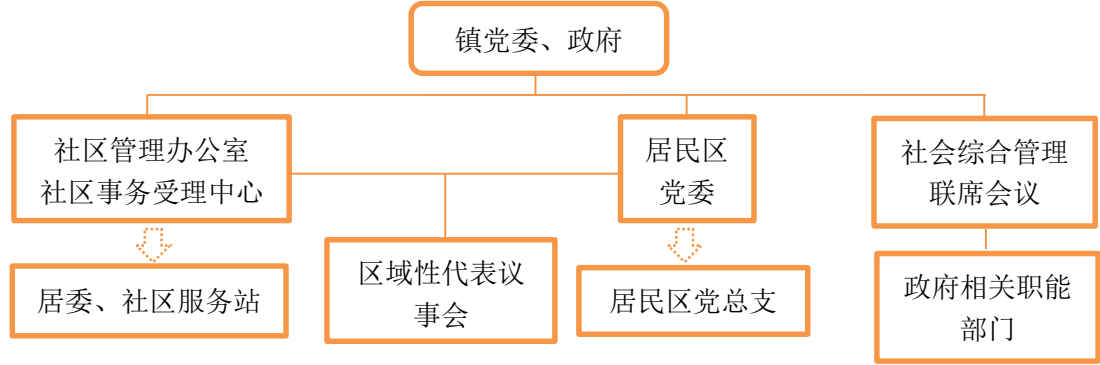 镇党委、政府
社区管理办公室
社区事务受理中心
居民区
党委
社会综合管理
联席会议
居委、社区服务站
区域性代表议
事会
居民区党总支
政府相关职能
部门